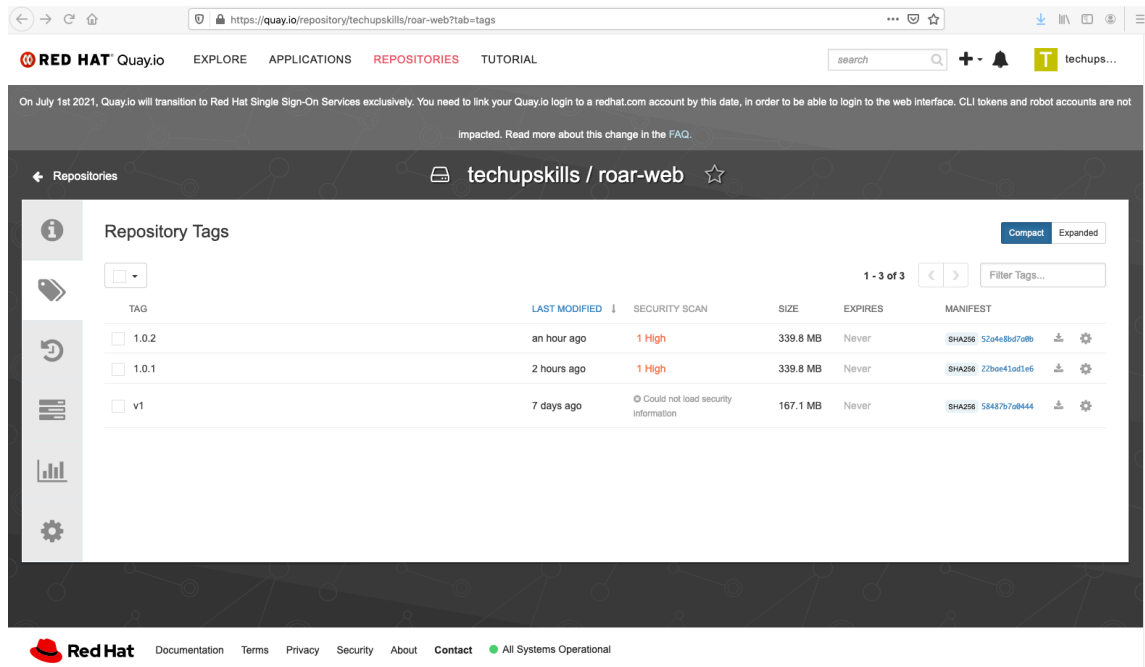 https://quay.io/repository/techupskills/roar-web?tab=tags
RED HAT Quay.io EXPLORE APPLICATIONS REPOSITORIES TUTORIAL search T techups...
On July 1st 2021, Quay.io will transition to Red Hat Single Sign-On Services exclusively. You need to link your Quay.io login to a redhat.com account by this date, in order to be able to login to the web interface. CLI tokens and robot accounts are not
impacted. Read more about this change in the FAQ.
Repositories techupskills / roar-web
Repository Tags Compact Expanded
1 - 3 of 3 Filter Tags...
TAG LAST MODIFIED SECURITY SCAN SIZE EXPIRES MANIFEST
1.0.2 an hour ago 1 High 339.8 MB Never SHA256 52a4e8bd7a0b
1.0.1 2 hours ago 1 High 339.8 MB Never SHA256 22bae41ad1e6
v1 7 days ago Could not load security information 167.1 MB Never SHA256 58487b7a0444
Red Hat Documentation Terms Privacy Security About Contact All Systems Operational